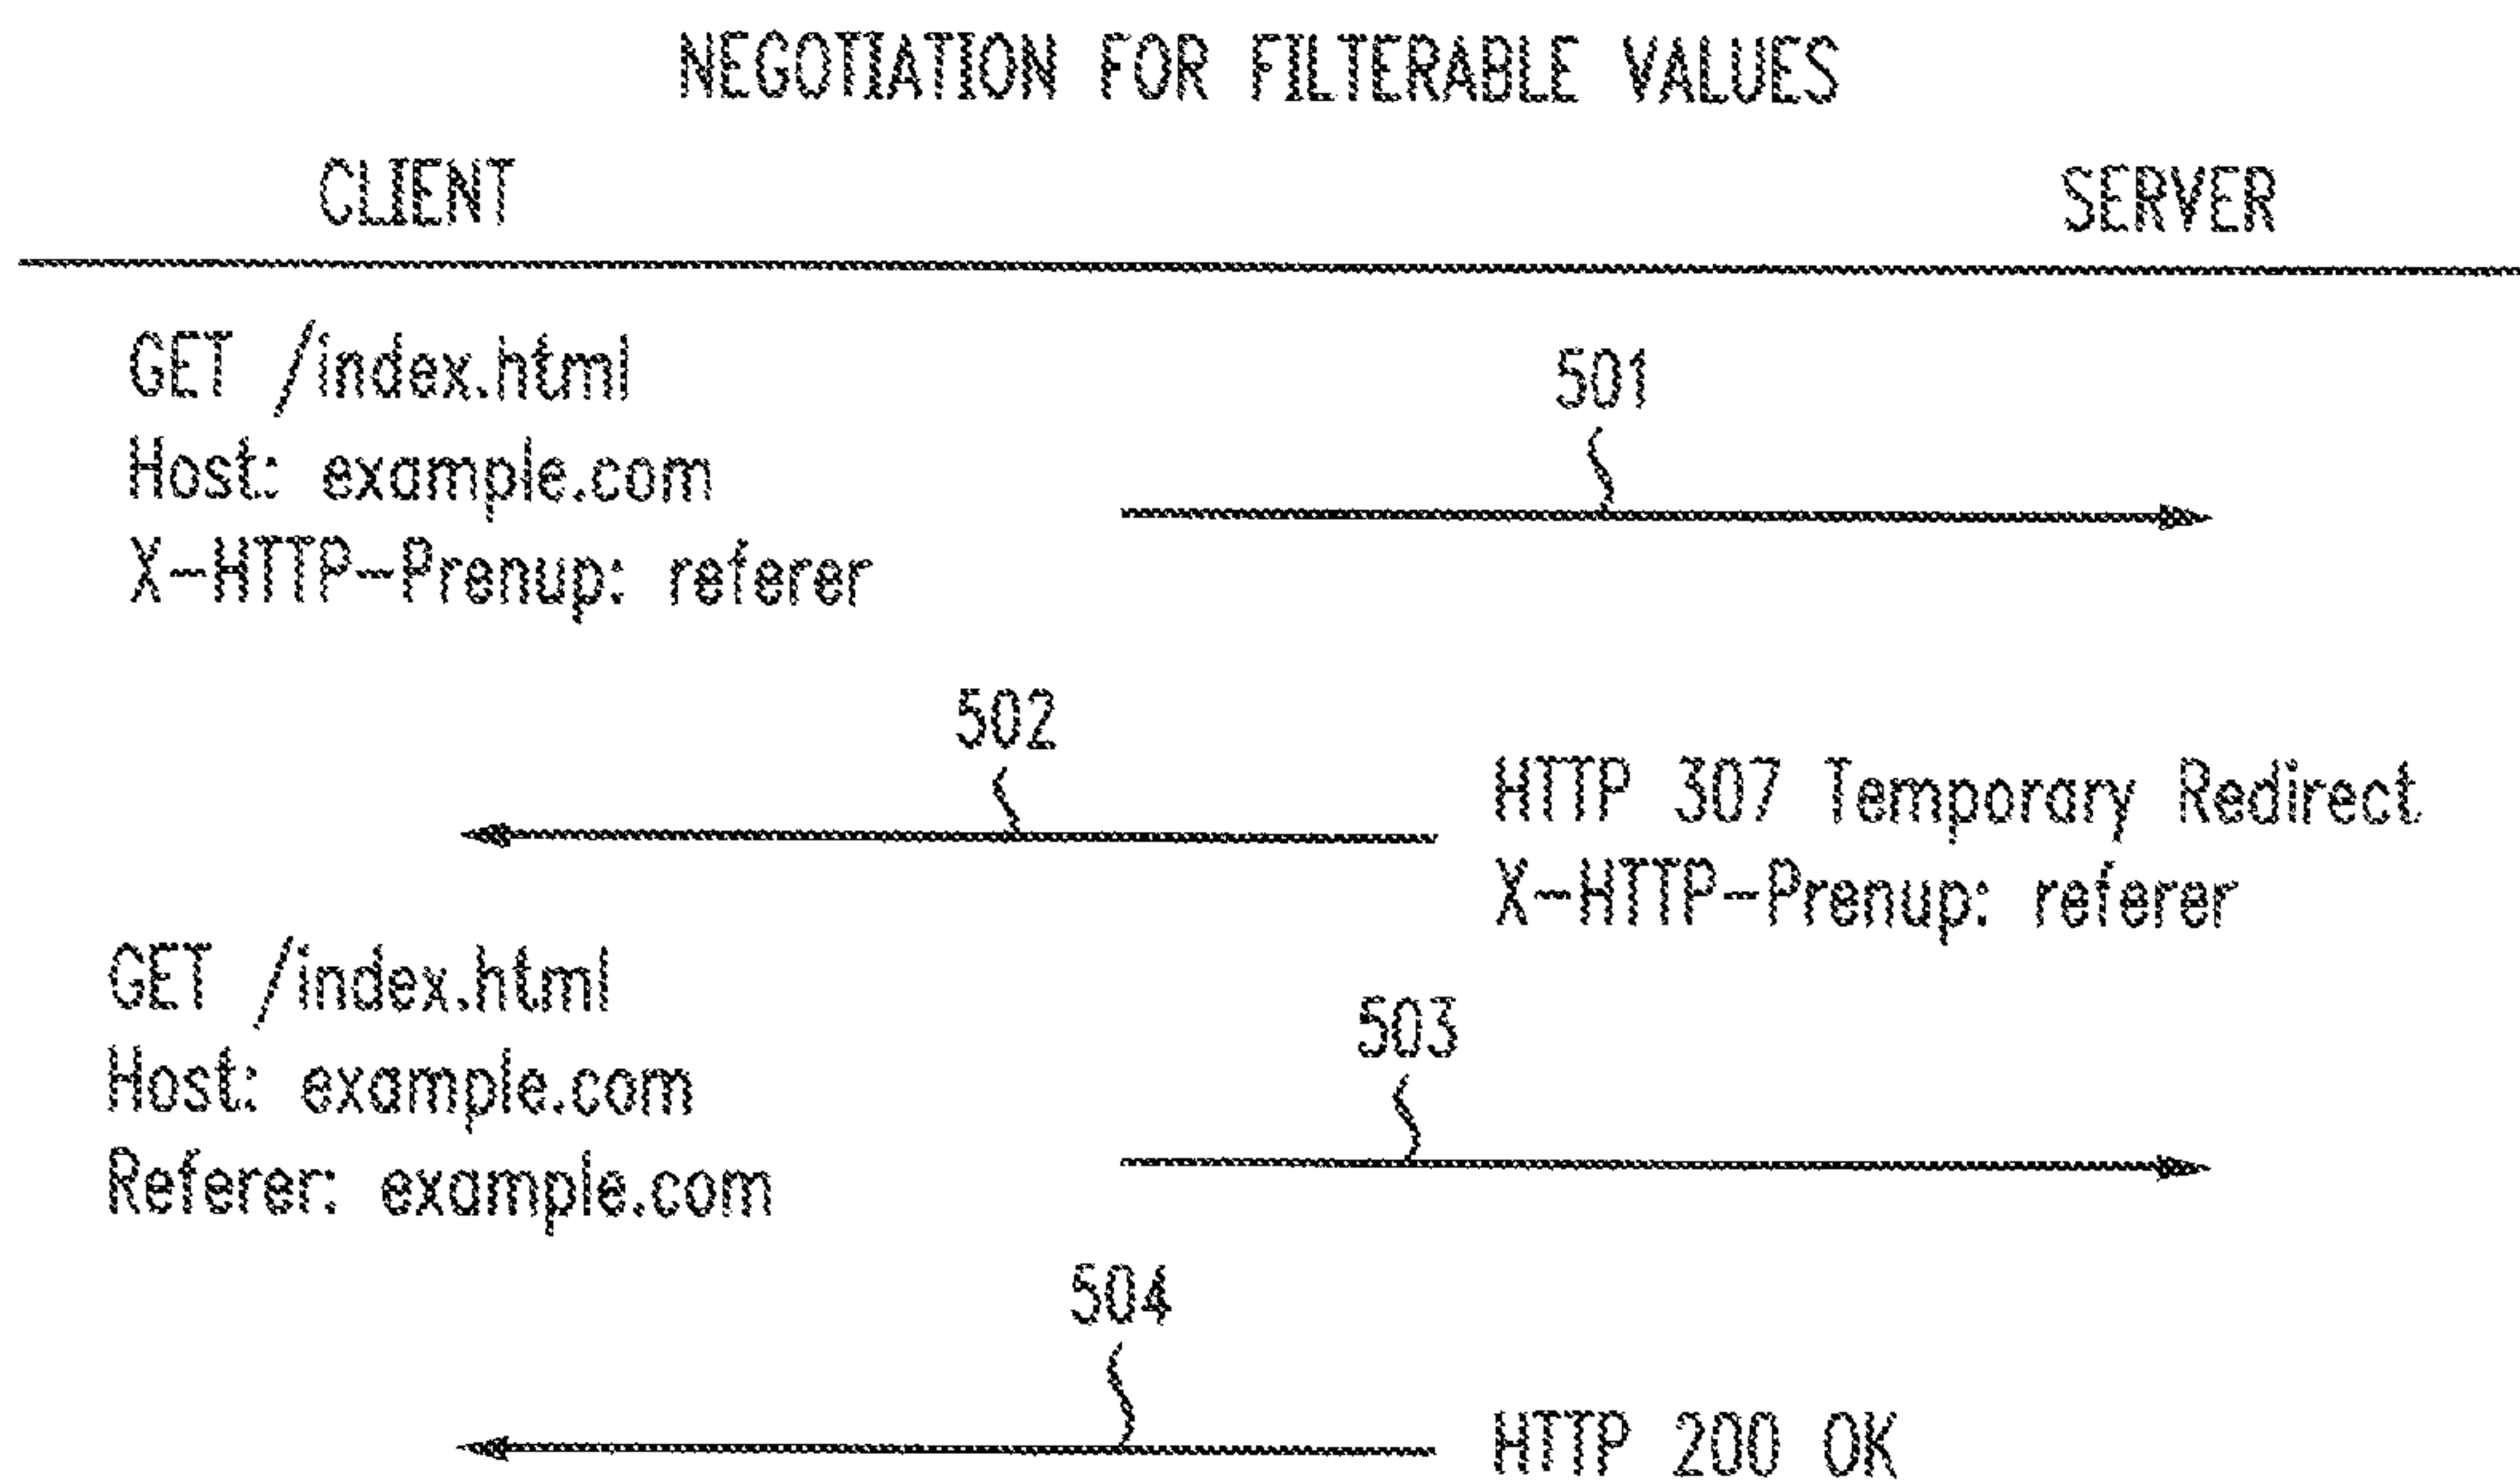 NEGOTIATION FOR FILTERABLE VALUES
CLIENT
SERVER
GET /index.html
Host: example.com
X-HTTP-Prenup: referer
501
502
HTTP 307 Temporary Redirect
X-HTTP-Prenup: referer
GET /index.html
Host: example.com
Referer: example.com
503
504
HTTP 200 OK